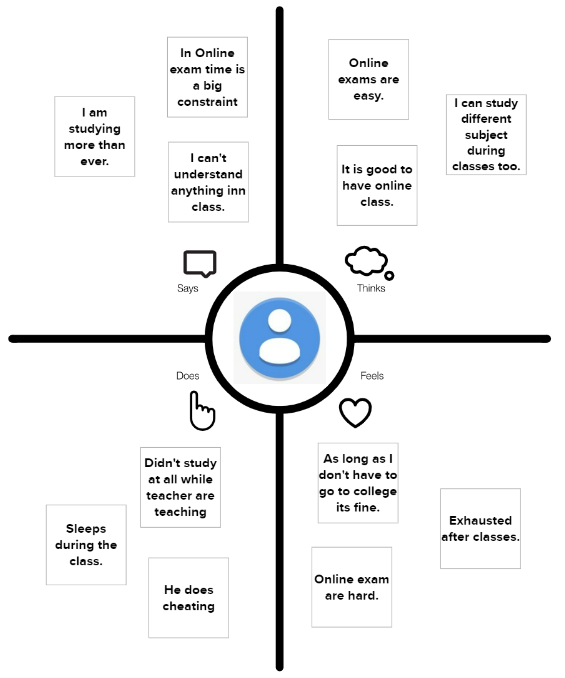 In Online
exam time is
a big
constraint
I am
studying
more than
ever.
I can't
understand
anything inn
class.
Says
Online
exams are
easy.
I can study
different
subject
during
classes too.
It is good to
have online
class.
Thinks
Does
Didn't study
at all while
teacher are
teaching
Sleeps
during the
class.
He does
cheating
Feels
As long as I
don't have to
go to college
its fine.
Exhausted
after classes.
Online exam
are hard.